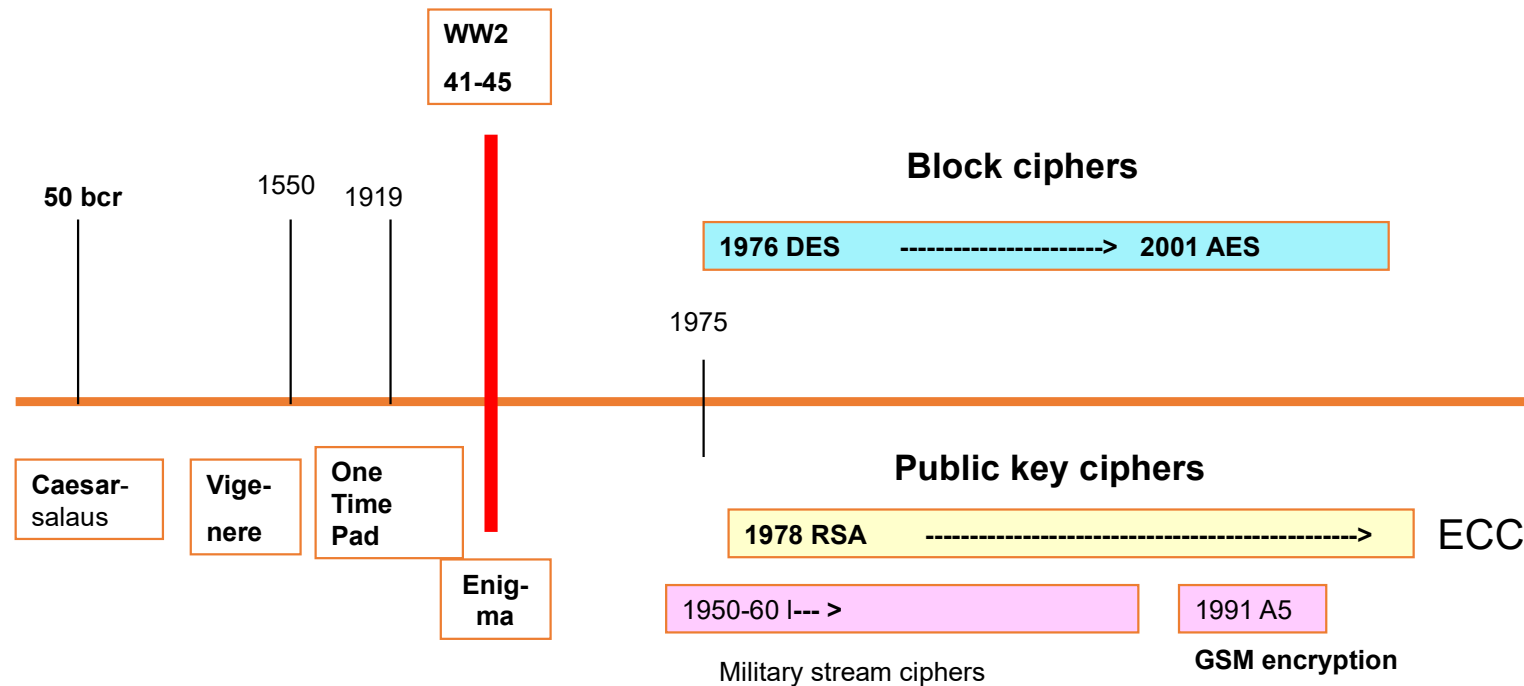 WW2
41-45
50 bcr
1550
1919
Block ciphers
1976 DES -----------------------> 2001 AES
1975
Caesar-
salaus
Vige-
nere
One
Time
Pad
Enig-
ma
Public key ciphers
1978 RSA -------------------------------------------------> ECC
1950-60 l--- >
1991 A5
Military stream ciphers
GSM encryption